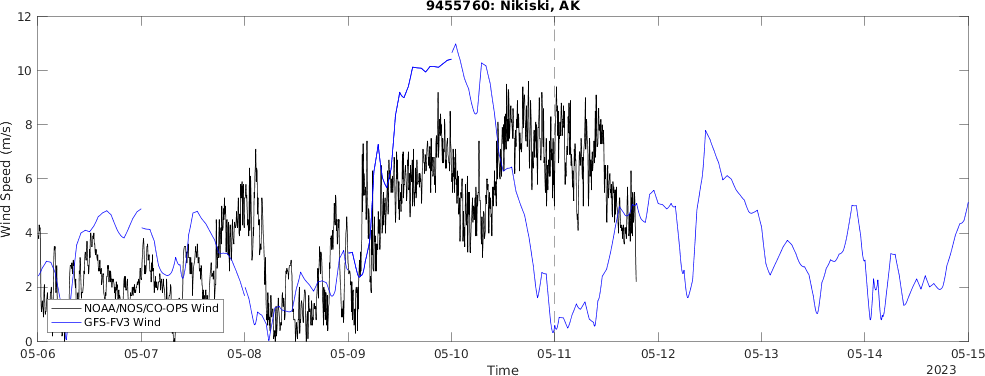 9455760: Nikiski, AK
Wind Speed (m/s)
12
10
8
6
4
2
0
NOAA/NOS/CO-OPS Wind
GFS-FV3 Wind
05-06 05-07 05-08 05-09 05-10 05-11 05-12 05-13 05-14 05-15
Time
2023